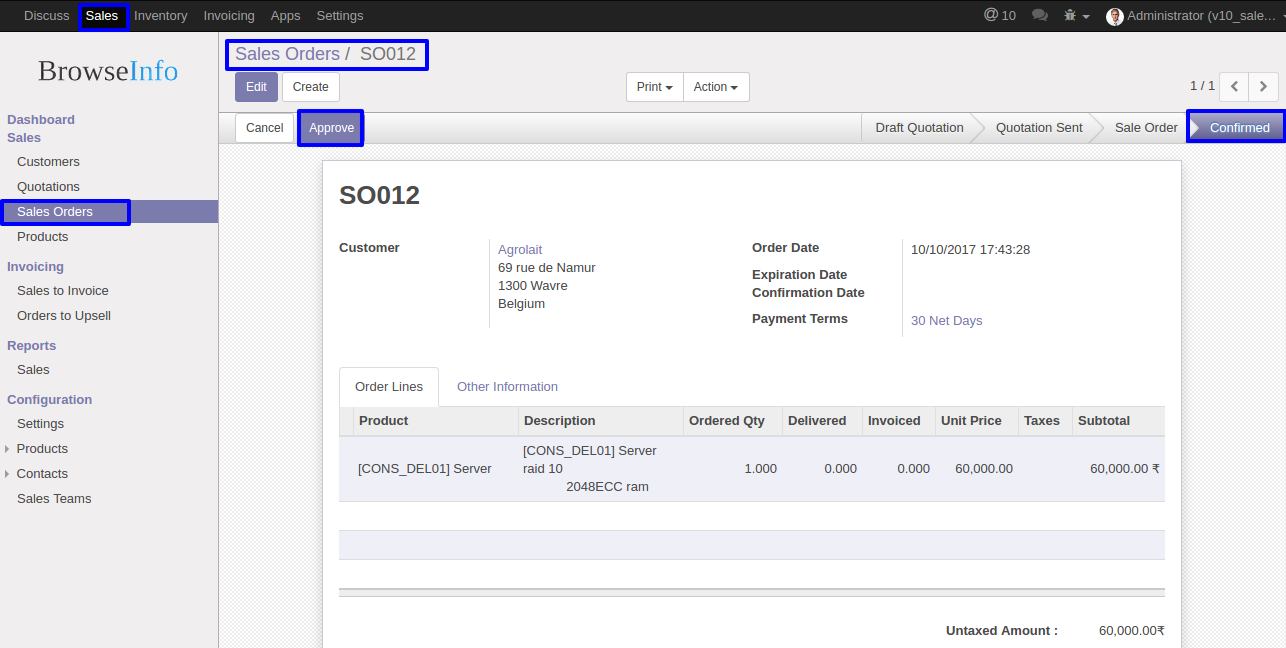 Discuss Sales Inventory Invoicing Apps Settings @ 10 Administrator (v10_sale...
BrowseInfo
Dashboard
Sales
Customers
Quotations
Sales Orders
Products
Invoicing
Sales to Invoice
Orders to Upsell
Reports
Sales
Configuration
Settings
Products
Contacts
Sales Teams
Sales Orders / SO012
Edit Create Print Action 1 / 1
Cancel Approve Draft Quotation Quotation Sent Sale Order Confirmed
SO012
Customer
Agrolait
69 rue de Namur
1300 Wavre
Belgium
Order Date 10/10/2017 17:43:28
Expiration Date
Confirmation Date
Payment Terms 30 Net Days
Order Lines Other Information
Product Description Ordered Qty Delivered Invoiced Unit Price Taxes Subtotal
[CONS_DEL01] Server [CONS_DEL01] Server
raid 10
2048ECC ram
1.000 0.000 0.000 60,000.00 60,000.00 ₹
Untaxed Amount : 60,000.00₹